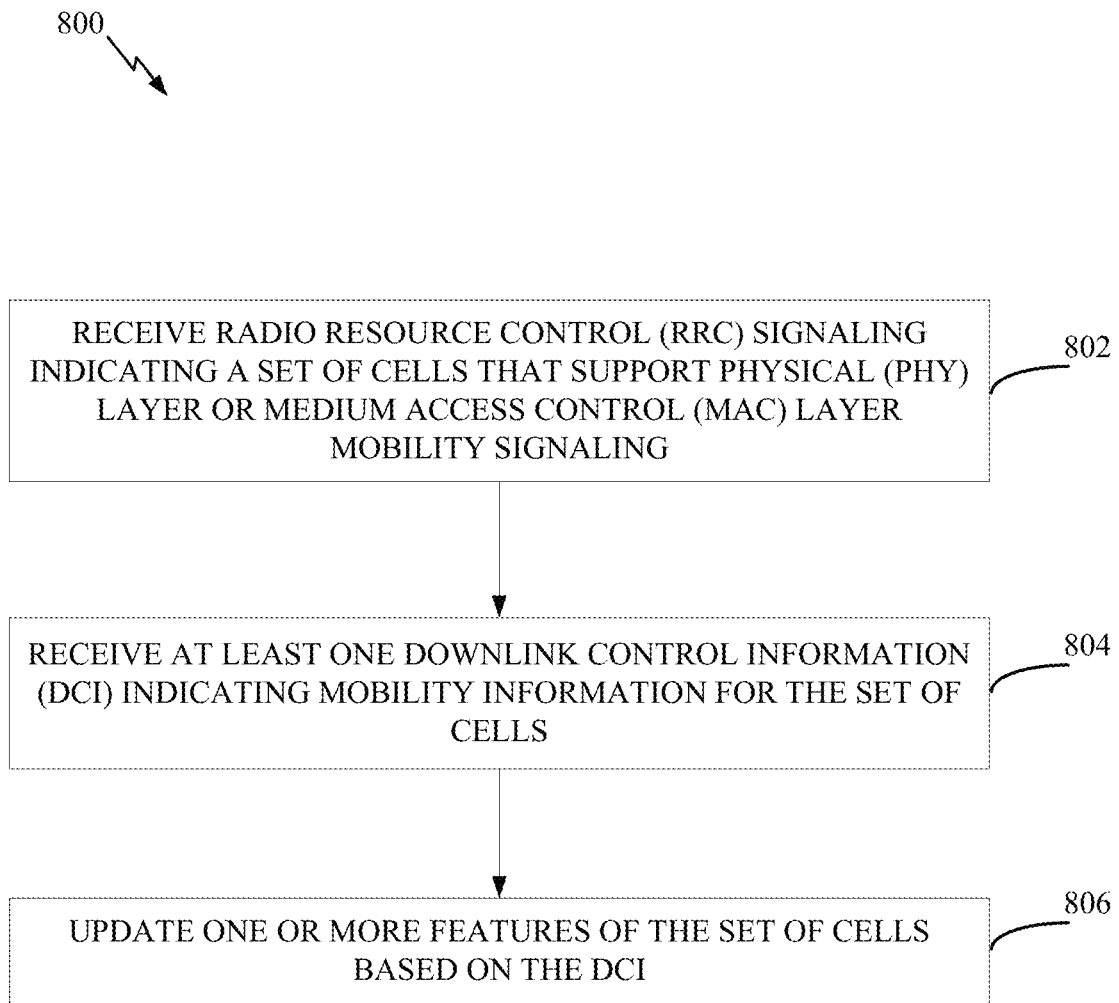 800
RECEIVE RADIO RESOURCE CONTROL (RRC) SIGNALING
INDICATING A SET OF CELLS THAT SUPPORT PHYSICAL (PHY)
LAYER OR MEDIUM ACCESS CONTROL (MAC) LAYER
MOBILITY SIGNALING
802
RECEIVE AT LEAST ONE DOWNLINK CONTROL INFORMATION
(DCI) INDICATING MOBILITY INFORMATION FOR THE SET OF
CELLS
804
UPDATE ONE OR MORE FEATURES OF THE SET OF CELLS
BASED ON THE DCI
806